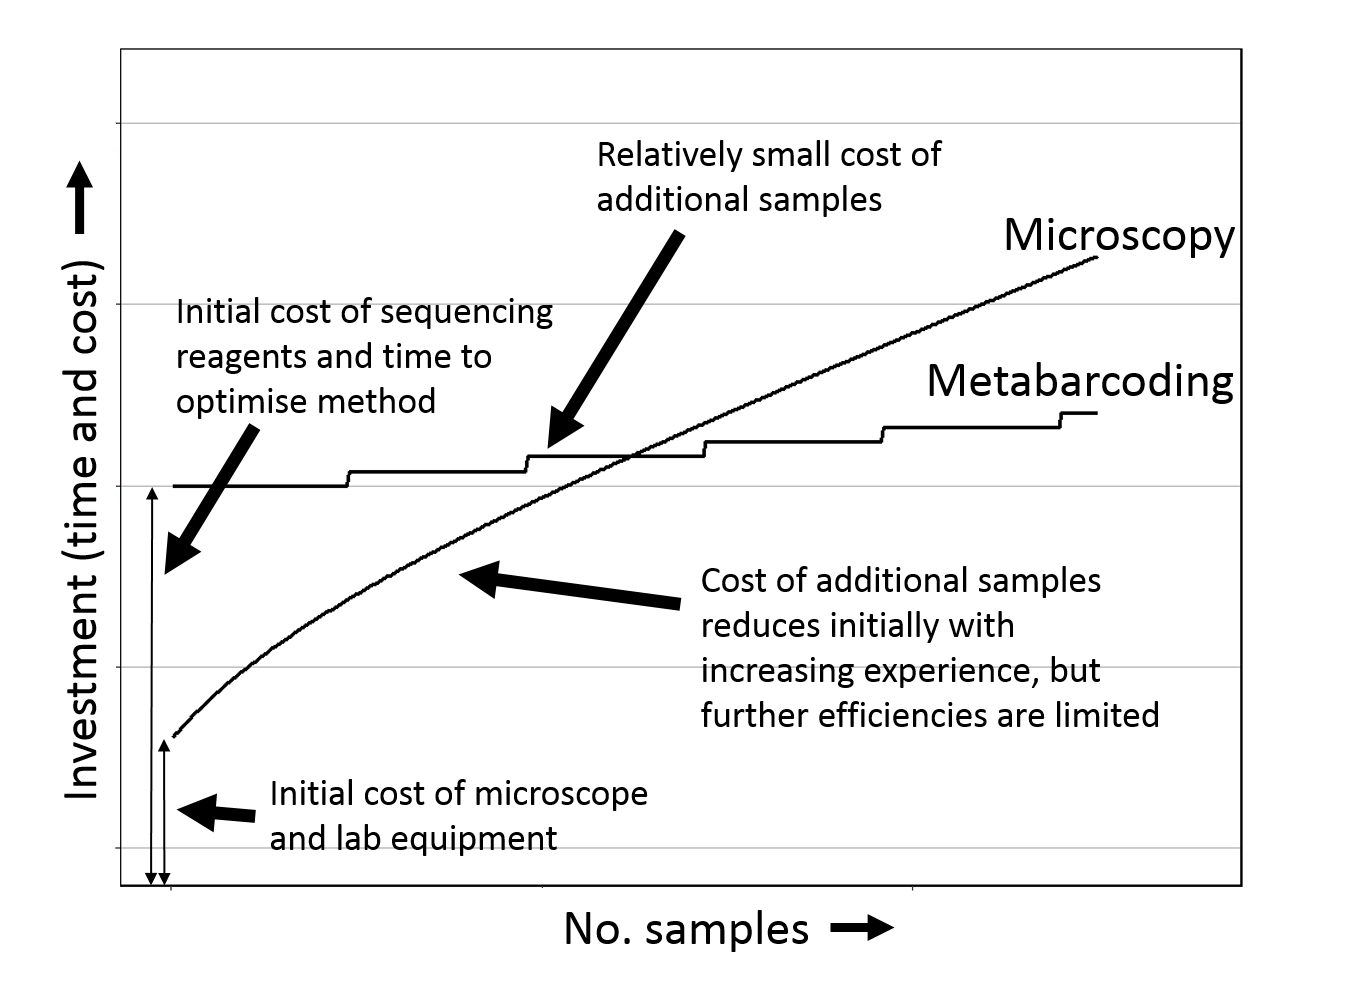 Relatively small cost of
additional samples
Microscopy
Initial cost of sequencing
reagents and time to
optimise method
Metabarcoding
Cost of additional samples
reduces initially with
increasing experience, but
further efficiencies are limited
Initial cost of microscope
and lab equipment
Investment (time and cost)
No. samples